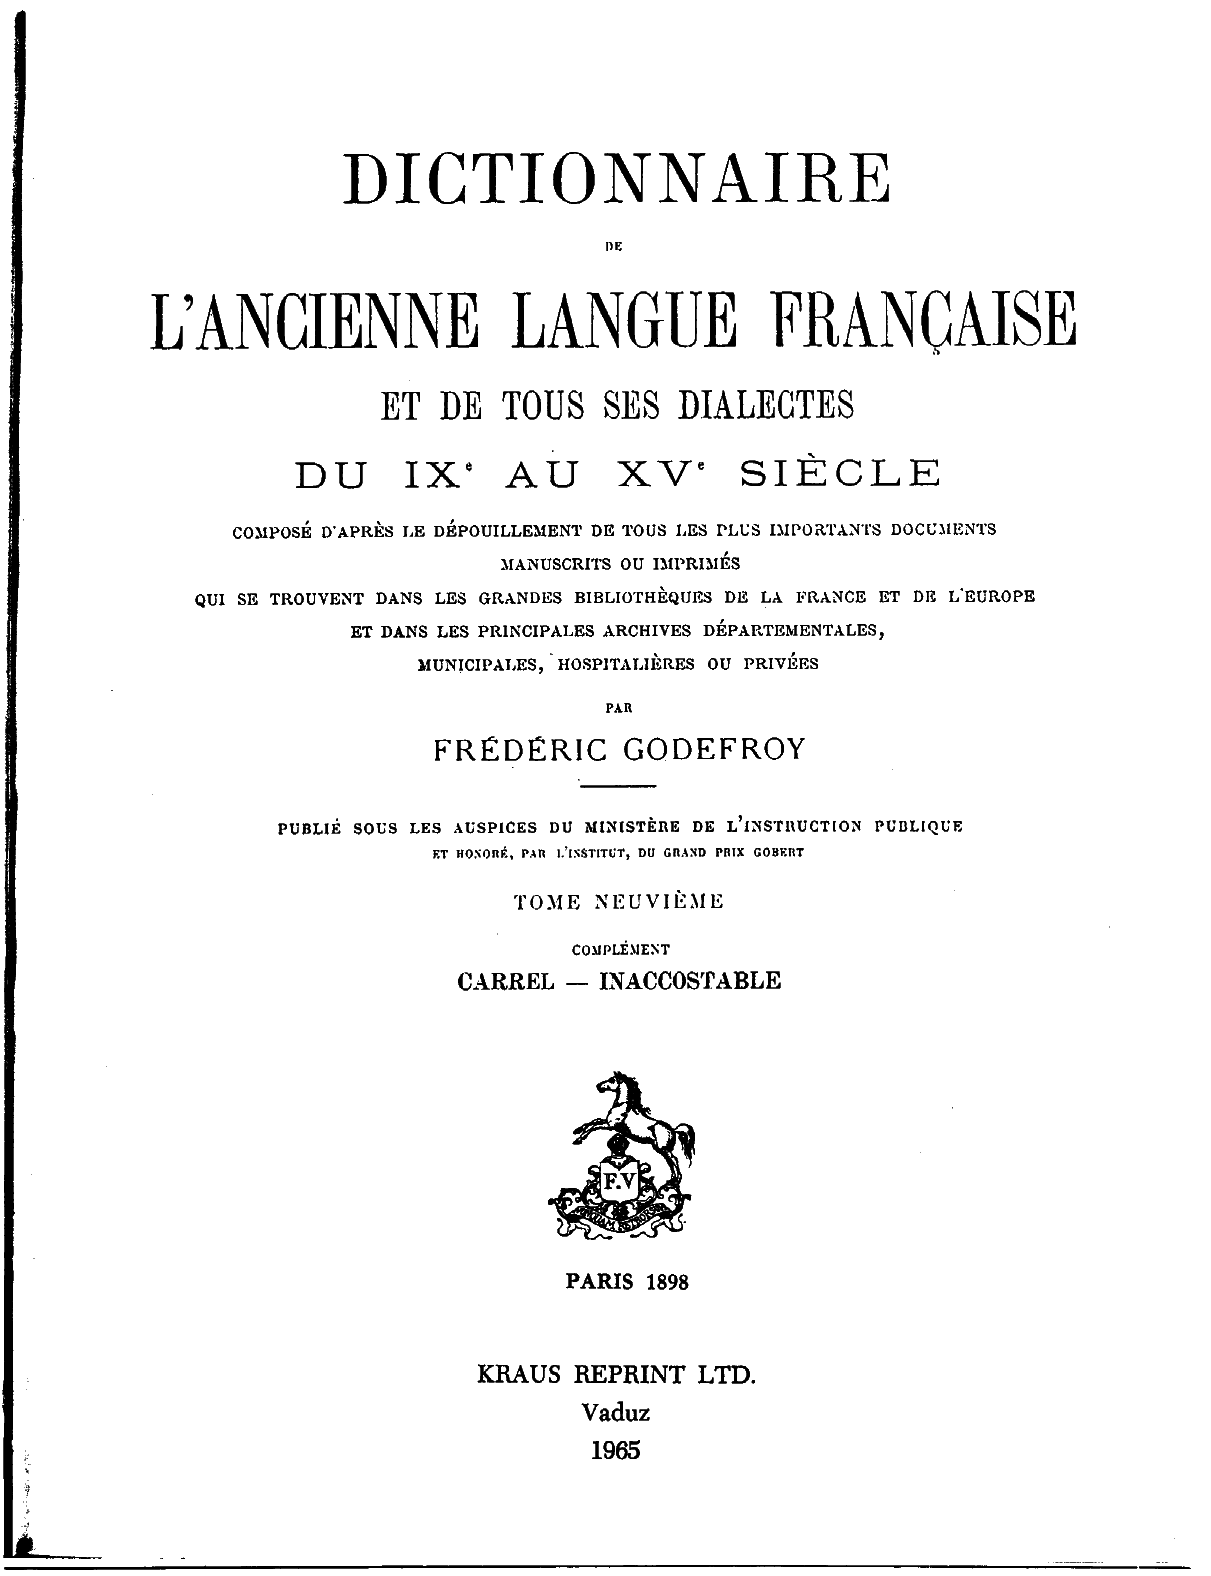 DICTIONNAIRE
DE
L'ANCIENNE LANGUE FRANÇAISE
ET DE TOUS SES DIALECTES
DU IXe AU XVe SIÈCLE
COMPOSÉ D'APRÈS LE DÉPOUILLEMENT DE TOUS LES PLUS IMPORTANTS DOCUMENTS
MANUSCRITS OU IMPRIMÉS
QUI SE TROUVENT DANS LES GRANDES BIBLIOTHÈQUES DE LA FRANCE ET DE L'EUROPE
ET DANS LES PRINCIPALES ARCHIVES DÉPARTEMENTALES,
MUNICIPALES, HOSPITALIÈRES OU PRIVÉES
PAR
FRÉDÉRIC GODEFROY
PUBLIÉ SOUS LES AUSPICES DU MINISTÈRE DE L'INSTRUCTION PUBLIQUE
ET HONORÉ, PAR L'INSTITUT, DU GRAND PRIX GOBERT
TOME NEUVIÈME
COMPLÉMENT
CARREL — INACCOSTABLE
F.V
NUNQUAM RETRORSUM
PARIS 1898
KRAUS REPRINT LTD.
Vaduz
1965